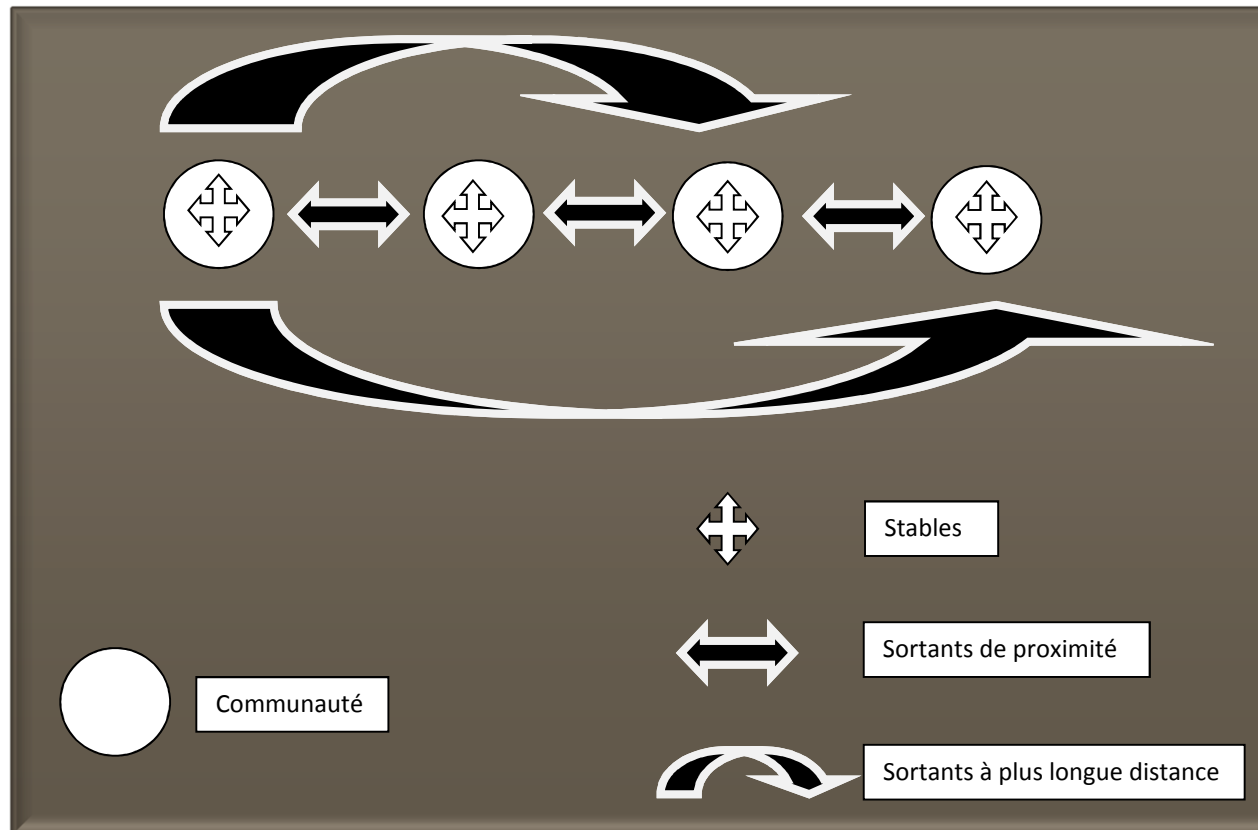 Stables
Sortants de proximité
Communauté
Sortants à plus longue distance